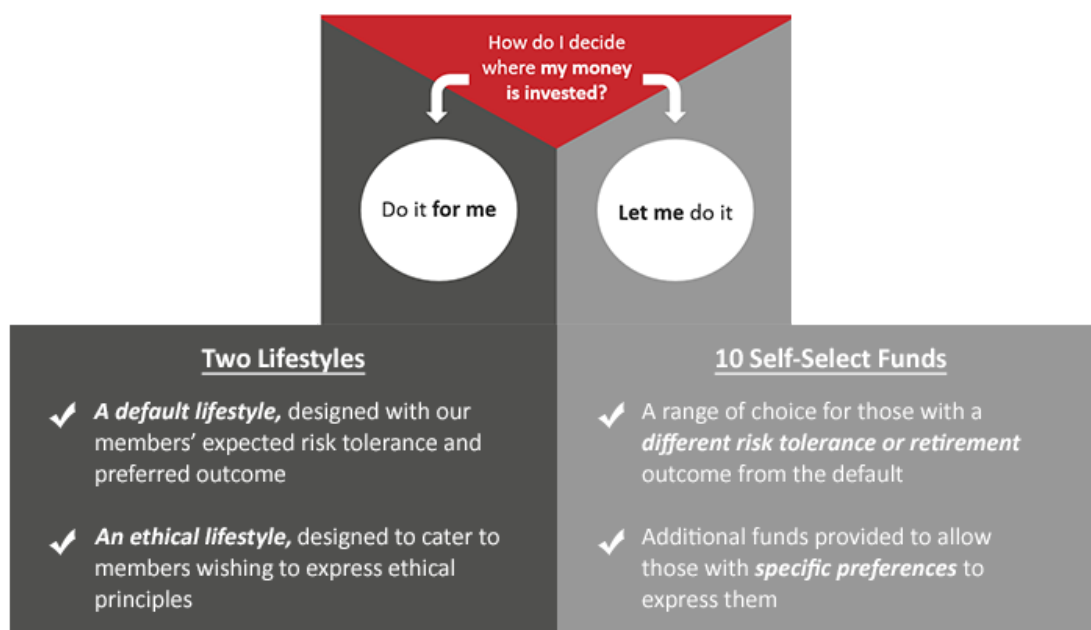 How do I decide
where my money
is invested?
Do it for me
Let me do it
Two Lifestyles
A default lifestyle, designed with our
members’ expected risk tolerance and
preferred outcome
An ethical lifestyle, designed to cater to
members wishing to express ethical
principles
10 Self-Select Funds
A range of choice for those with a
different risk tolerance or retirement
outcome from the default
Additional funds provided to allow
those with specific preferences to
express them